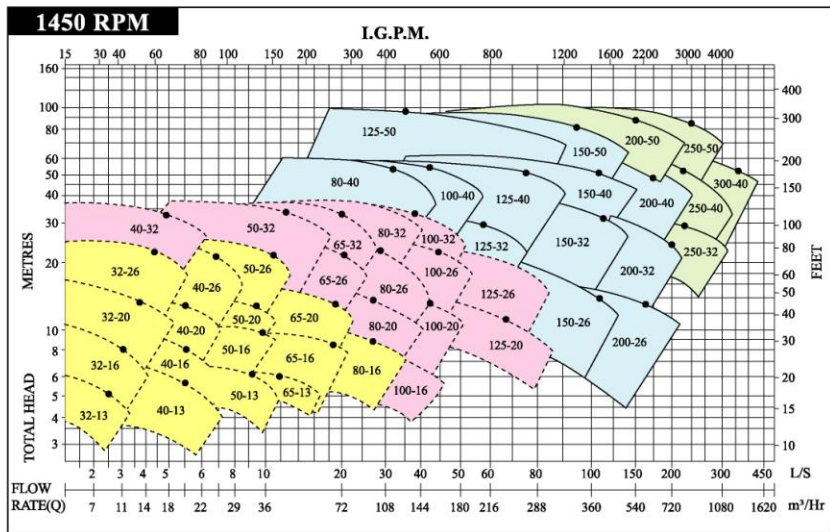 1450 RPM
I.G.P.M.
15 30 40 60 80 100 150 200 300 400 600 800 1200 1600 2200 3000 4000
160
100
80
60
50
40
30
20
10
8
6
5
4
3
TOTAL HEAD METRES
400
300
200
150
100
80
60
50
40
30
20
15
10
FEET
125-50 150-50 200-50 250-50
80-40 100-40 125-40 150-40 200-40 250-40 300-40
40-32 50-32 65-32 80-32 100-32 125-32 150-32 200-32 250-32
32-26 40-26 50-26 65-26 80-26 100-26 125-26 150-26 200-26
32-20 40-20 50-20 65-20 80-20 100-20 125-20
32-16 40-16 50-16 65-16 80-16 100-16
32-13 40-13 50-13 65-13
2 3 4 5 6 8 10 20 30 40 50 60 80 100 150 200 300 450 L/S
FLOW
RATE(Q) 7 11 14 18 22 29 36 72 108 144 180 216 288 360 540 720 1080 1620 m³/Hr